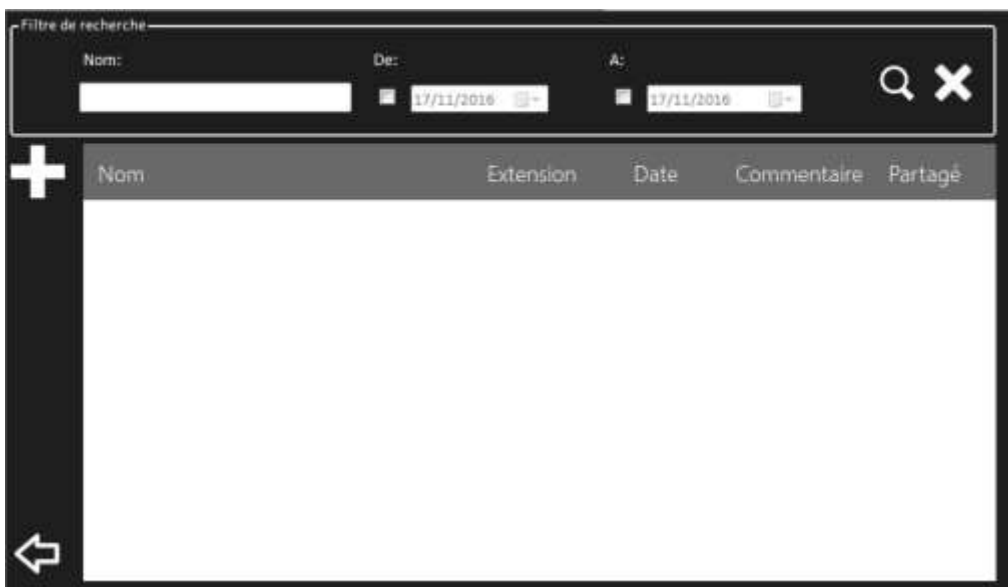 Filtre de recherche
Nom: De: A:
17/11/2016 17/11/2016
Nom Extension Date Commentaire Partagé